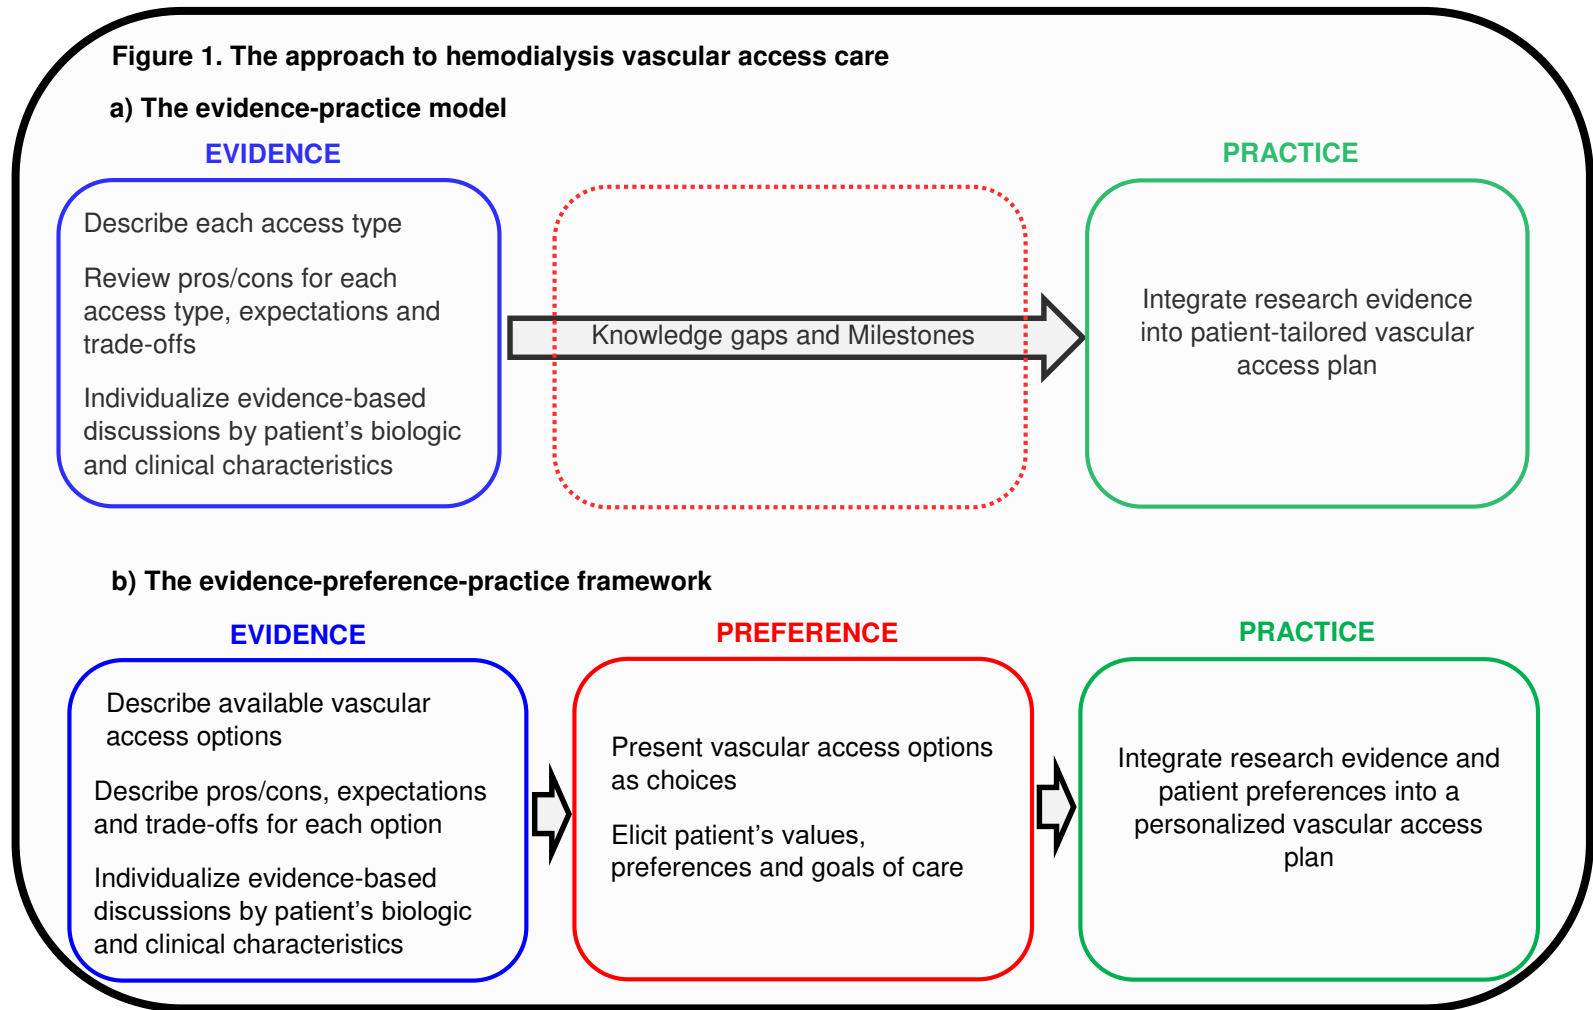 Figure 1. The approach to hemodialysis vascular access care
a) The evidence-practice model
EVIDENCE
Describe each access type
Review pros/cons for each
access type, expectations and
trade-offs
Individualize evidence-based
discussions by patient's biologic
and clinical characteristics
Knowledge gaps and Milestones
PRACTICE
Integrate research evidence
into patient-tailored vascular
access plan
b) The evidence-preference-practice framework
EVIDENCE
Describe available vascular
access options
Describe pros/cons, expectations
and trade-offs for each option
Individualize evidence-based
discussions by patient's biologic
and clinical characteristics
PREFERENCE
Present vascular access options
as choices
Elicit patient's values,
preferences and goals of care
PRACTICE
Integrate research evidence and
patient preferences into a
personalized vascular access
plan